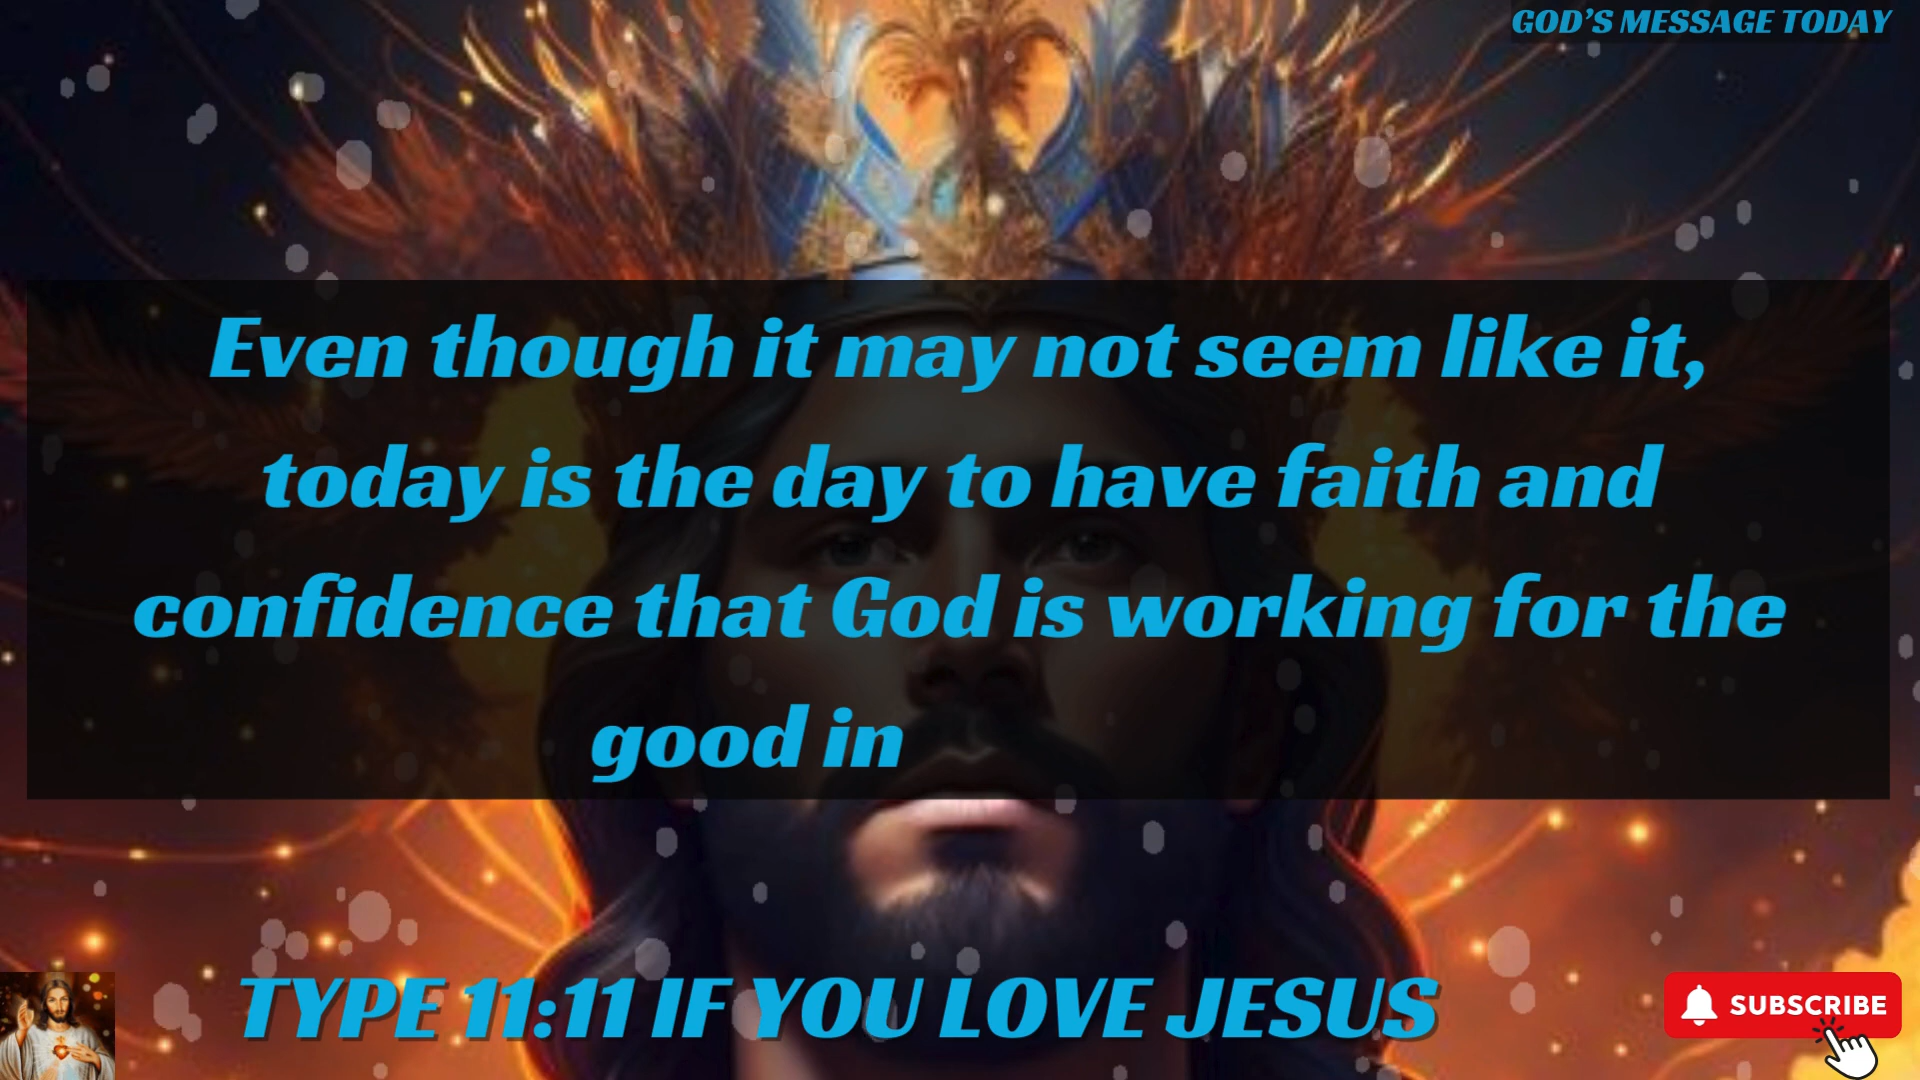 GOD'S MESSAGE TODAY
Even though it may not seem like it,
today is the day to have faith and
confidence that God is working for the
good in
TYPE 11:11 IF YOU LOVE JESUS
SUBSCRIBE